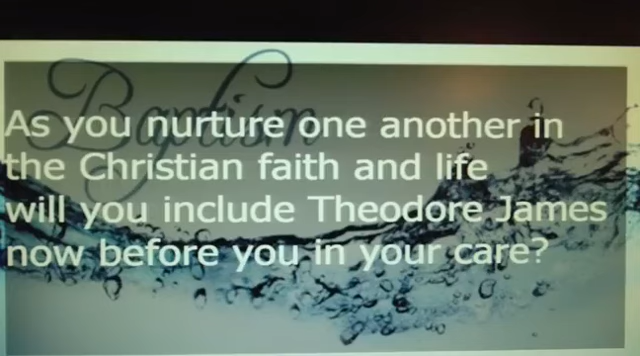 Baptism
As you nurture one another in
the Christian faith and life
will you include Theodore James
now before you in your care?